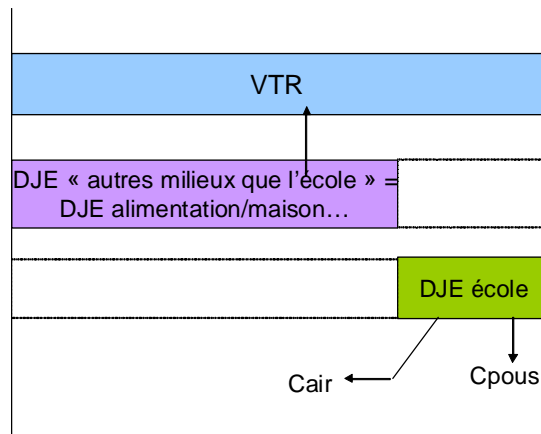 VTR
DJE « autres milieux que l'école » =
DJE alimentation/maison…
DJE école
Cair
Cpous